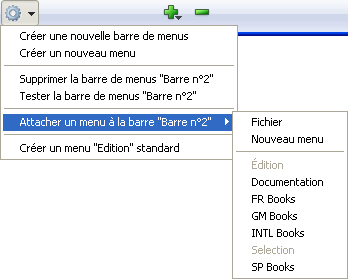 Créer une nouvelle barre de menus
Créer un nouveau menu
Supprimer la barre de menus "Barre n°2"
Tester la barre de menus "Barre n°2"
Attacher un menu à la barre "Barre n°2"
Créer un menu "Edition" standard
Fichier
Nouveau menu
Édition
Documentation
FR Books
GM Books
INTL Books
Selection
SP Books